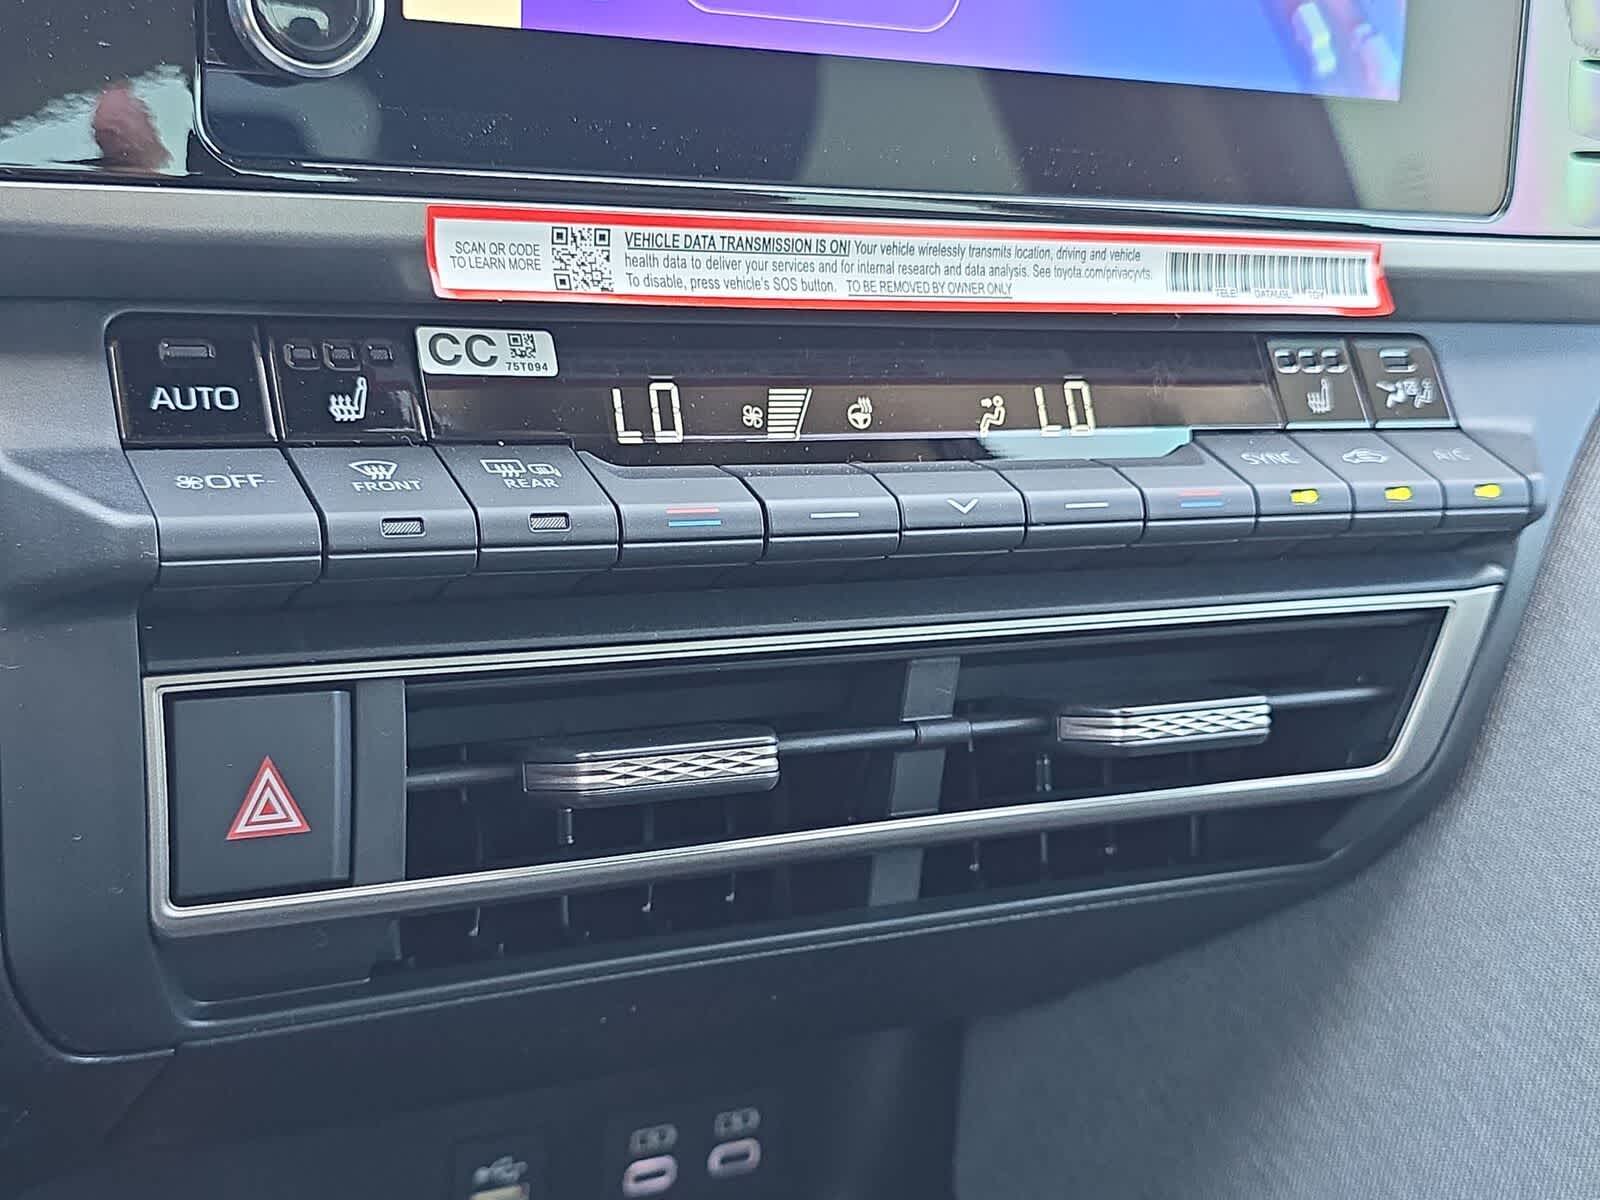 SCAN QR CODE
TO LEARN MORE
VEHICLE DATA TRANSMISSION IS ON! Your vehicle wirelessly transmits location, driving and vehicle
health data to deliver your services and for internal research and data analysis. See toyota.com/privacyvts.
To disable, press vehicle's SOS button. TO BE REMOVED BY OWNER ONLY
AUTO
CC
75T094
LO
LO
OFF
FRONT
REAR
SYNC
A/C